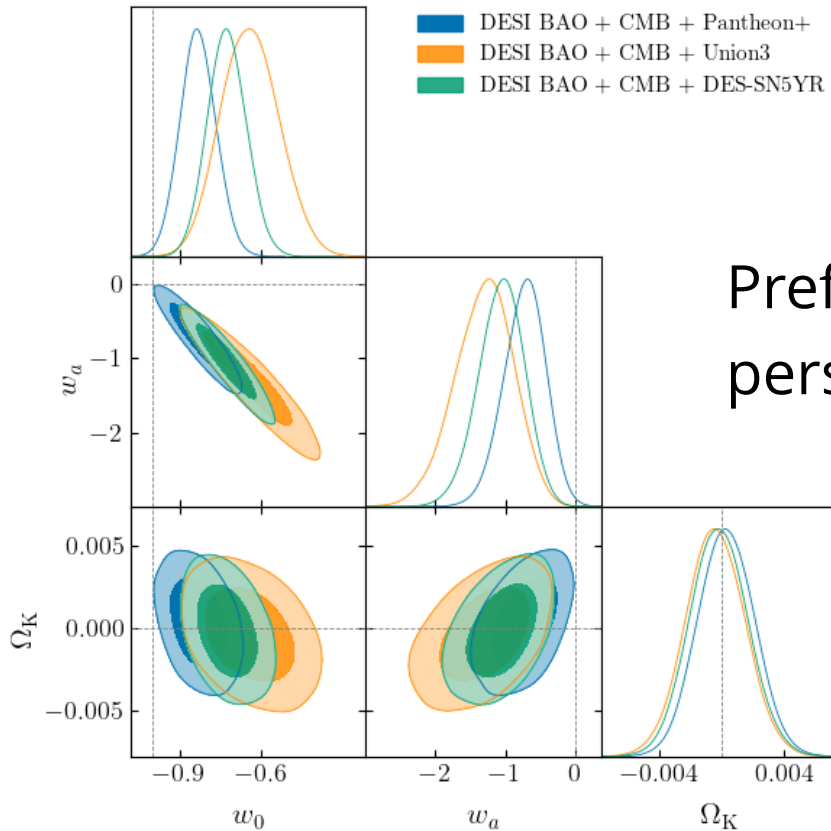 DESI BAO + CMB + Pantheon+
DESI BAO + CMB + Union3
DESI BAO + CMB + DES-SN5YR
0
−1
−2
w_a
Pref
pers
0.005
0.000
−0.005
Ω_K
−0.9 −0.6
−2 −1 0
−0.004 0.004
w_0
w_a
Ω_K